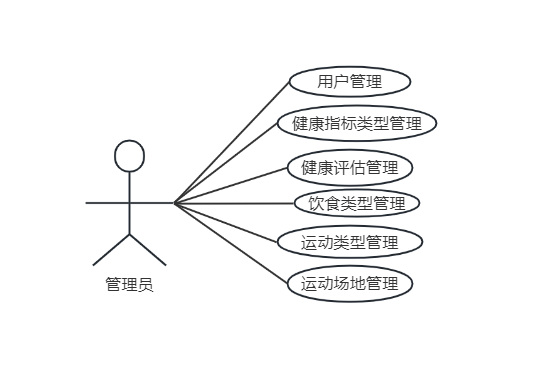 用户管理
健康指标类型管理
健康评估管理
饮食类型管理
运动类型管理
运动场地管理
管理员